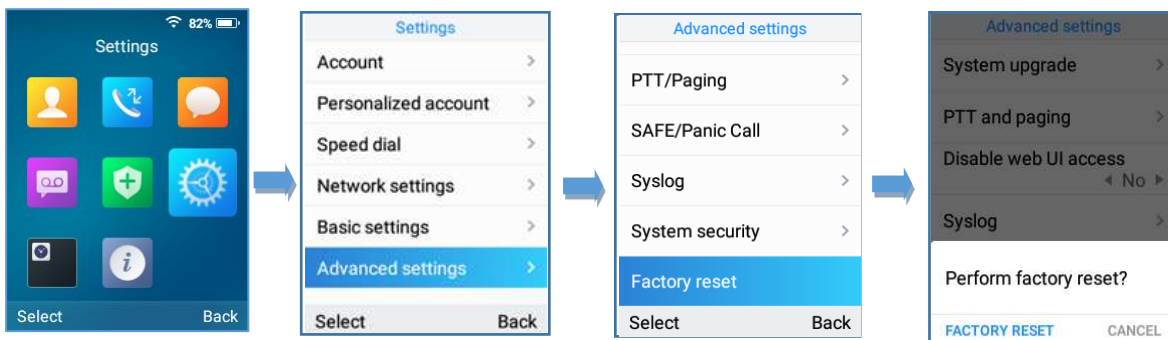 82%
Settings
Select Back
Settings
Account
Personalized account
Speed dial
Network settings
Basic settings
Advanced settings
Select Back
Advanced settings
PTT/Paging
SAFE/Panic Call
Syslog
System security
Factory reset
Select Back
Advanced settings
System upgrade
PTT and paging
Disable web UI access
No
Syslog
Perform factory reset?
FACTORY RESET CANCEL